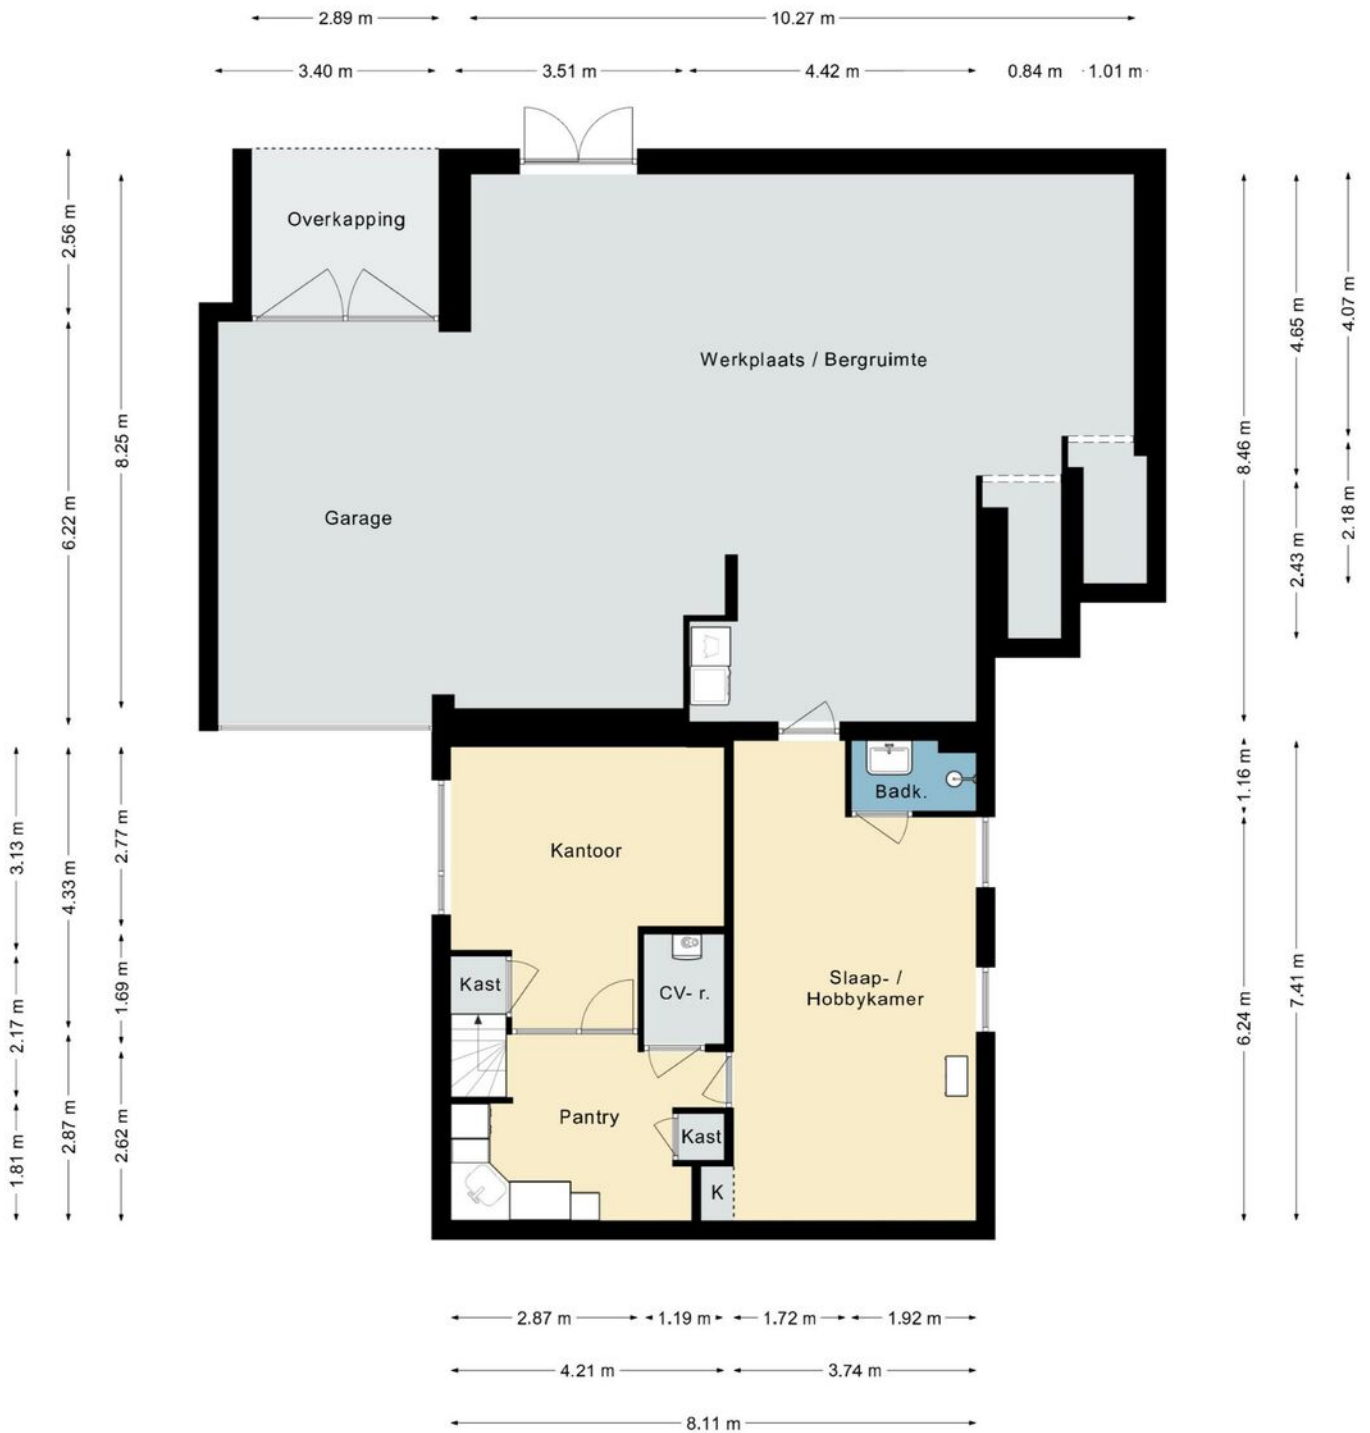 2.89 m
10.27 m
3.40 m
3.51 m
4.42 m
0.84 m
1.01 m
Overkapping
Werkplaats / Bergruimte
Garage
2.56 m
6.22 m
8.25 m
8.46 m
4.65 m
4.07 m
2.43 m
2.18 m
Badk.
Kantoor
Kast
CV- r.
Slaap- /
Hobbykamer
Pantry
Kast
K
3.13 m
4.33 m
2.77 m
2.17 m
1.69 m
1.81 m
2.87 m
2.62 m
1.16 m
6.24 m
7.41 m
2.87 m
1.19 m
1.72 m
1.92 m
4.21 m
3.74 m
8.11 m